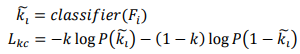 k̃ᵢ = classifier(Fᵢ)
L_kc = −k log P(k̃ᵢ) − (1 − k) log P(1 − k̃ᵢ)